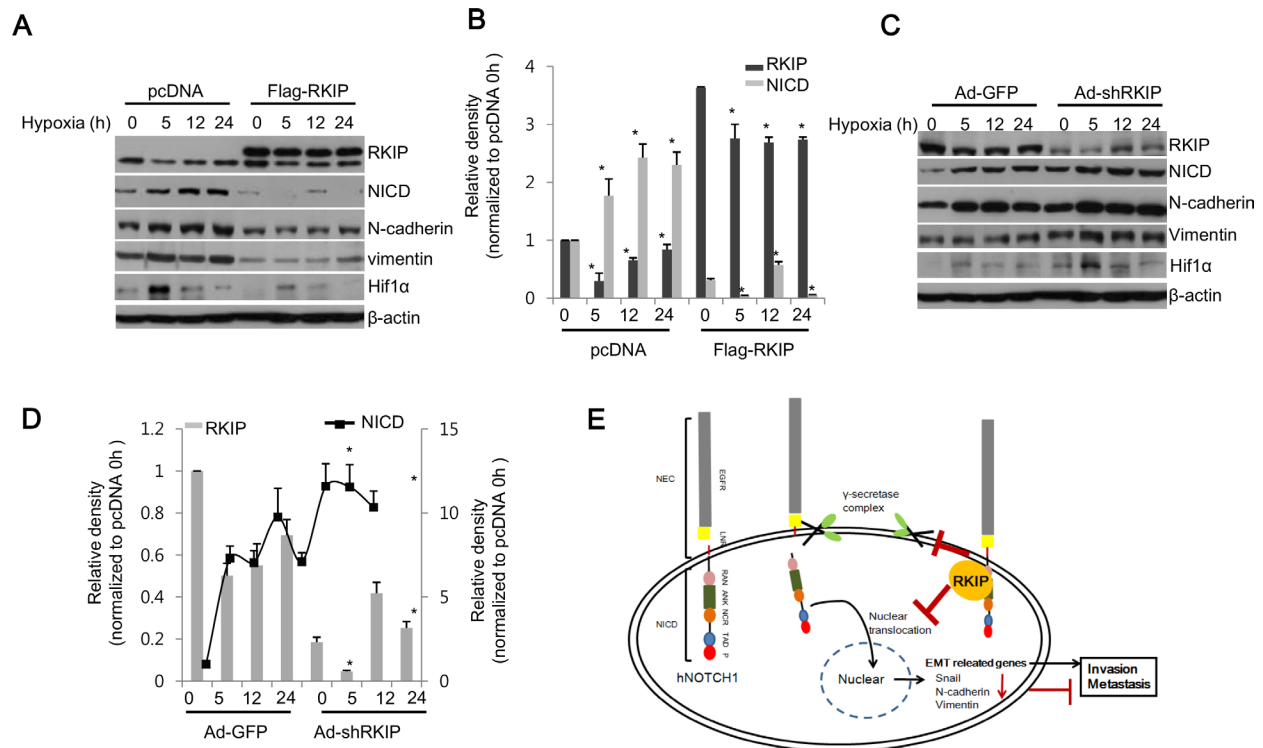 A
pcDNA Flag-RKIP
Hypoxia (h) 0 5 12 24 0 5 12 24
RKIP
NICD
N-cadherin
vimentin
Hif1α
β-actin
B
Relative density
(normalized to pcDNA 0h )
4
3
2
1
0
RKIP
NICD
* * * * * * * * * * * *
0 5 12 24 0 5 12 24
pcDNA Flag-RKIP
C
Ad-GFP Ad-shRKIP
Hypoxia (h) 0 5 12 24 0 5 12 24
RKIP
NICD
N-cadherin
Vimentin
Hif1α
β-actin
D
Relative density
(normalized to pcDNA 0h )
1.2
1
0.8
0.6
0.4
0.2
0
RKIP
NICD
* * * *
15
10
5
0
Relative density
(normalized to pcDNA 0h )
0 5 12 24 0 5 12 24
Ad-GFP Ad-shRKIP
E
NEC
EGFR
LNR
NICD
RAN ANK NCR TAD P
hNOTCH1
γ-secretase
complex
RKIP
Nuclear
translocation
Nuclear
EMT releated genes
Snail
N-cadherin
Vimentin
Invasion
Metastasis